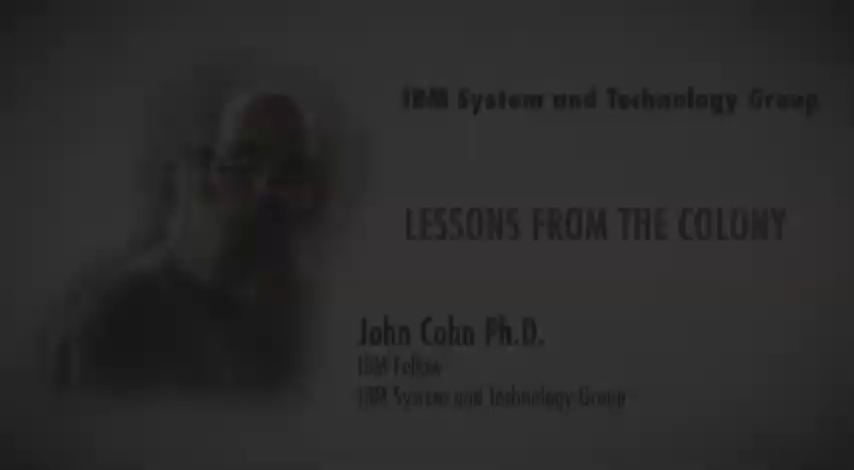 IBM System and Technology Group
LESSONS FROM THE COLONY
John Cohn Ph.D.
IBM Fellow
IBM System and Technology Group